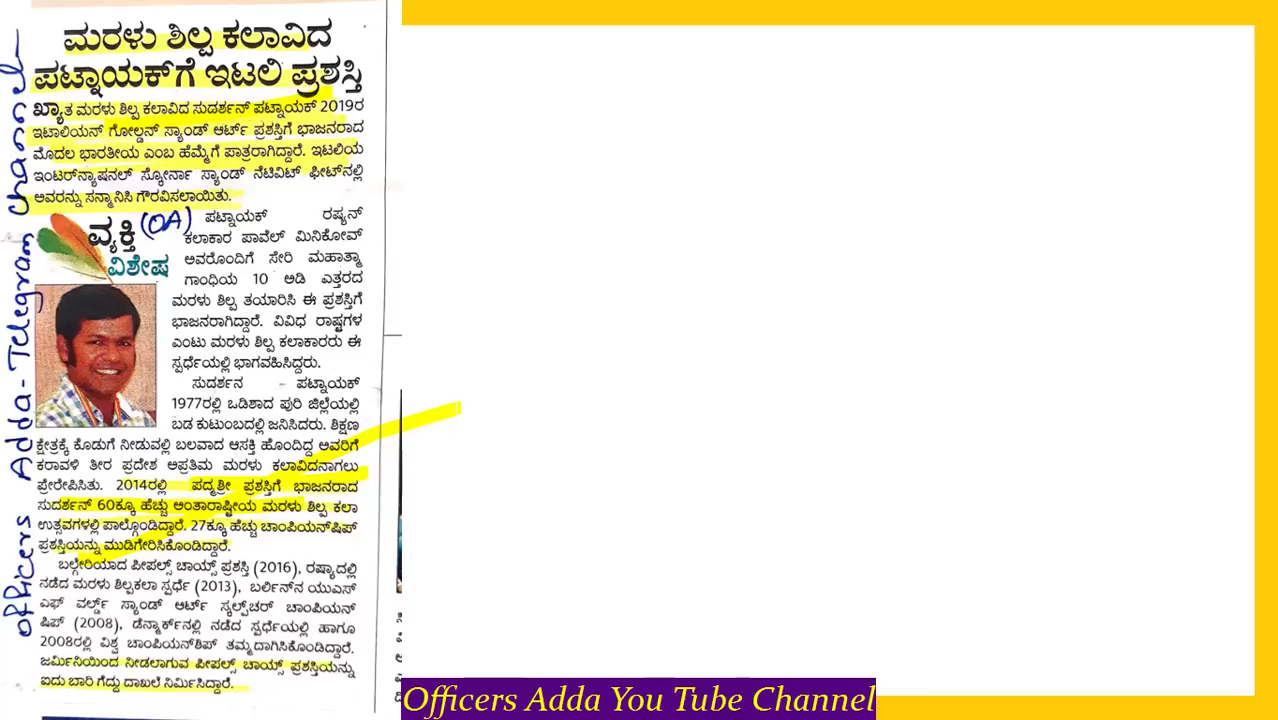 ಮರಳು ಶಿಲ್ಪ ಕಲಾವಿದ
ಪಟ್ನಾಯಕ್‌ಗೆ ಇಟಲಿ ಪ್ರಶಸ್ತಿ
ಖ್ಯಾತ ಮರಳು ಶಿಲ್ಪ ಕಲಾವಿದ ಸುದರ್ಶನ್ ಪಟ್ನಾಯಕ್ 2019ರ
ಇಟಾಲಿಯನ್ ಗೋಲ್ಡನ್ ಸ್ಯಾಂಡ್ ಆರ್ಟ್ ಪ್ರಶಸ್ತಿಗೆ ಭಾಜನರಾದ
ಮೊದಲ ಭಾರತೀಯ ಎಂಬ ಹೆಮ್ಮೆಗೆ ಪಾತ್ರರಾಗಿದ್ದಾರೆ. ಇಟಲಿಯ
ಇಂಟರ್‌ನ್ಯಾಷನಲ್ ಸ್ಕೋರ್ನಾ ಸ್ಯಾಂಡ್ ನೆಟಿವಿಟ್ ಫೀಟ್‌ನಲ್ಲಿ
ಅವರನ್ನು ಸನ್ಮಾನಿಸಿ ಗೌರವಿಸಲಾಯಿತು.
ವ್ಯಕ್ತಿ (OA)
ವಿಶೇಷ
ಪಟ್ನಾಯಕ್ ರಷ್ಯನ್
ಕಲಾಕಾರ ಪಾವೆಲ್ ಮಿನಿಕೋವ್
ಅವರೊಂದಿಗೆ ಸೇರಿ ಮಹಾತ್ಮಾ
ಗಾಂಧಿಯ 10 ಅಡಿ ಎತ್ತರದ
ಮರಳು ಶಿಲ್ಪ ತಯಾರಿಸಿ ಈ ಪ್ರಶಸ್ತಿಗೆ
ಭಾಜನರಾಗಿದ್ದಾರೆ. ವಿವಿಧ ರಾಷ್ಟ್ರಗಳ
ಎಂಟು ಮರಳು ಶಿಲ್ಪ ಕಲಾಕಾರರು ಈ
ಸ್ಪರ್ಧೆಯಲ್ಲಿ ಭಾಗವಹಿಸಿದ್ದರು.
ಸುದರ್ಶನ ಪಟ್ನಾಯಕ್
1977ರಲ್ಲಿ ಒಡಿಶಾದ ಪುರಿ ಜಿಲ್ಲೆಯಲ್ಲಿ
ಬಡ ಕುಟುಂಬದಲ್ಲಿ ಜನಿಸಿದರು. ಶಿಕ್ಷಣ
ಕ್ಷೇತ್ರಕ್ಕೆ ಕೊಡುಗೆ ನೀಡುವಲ್ಲಿ ಬಲವಾದ ಆಸಕ್ತಿ ಹೊಂದಿದ್ದ ಅವರಿಗೆ
ಕರಾವಳಿ ತೀರ ಪ್ರದೇಶ ಅಪ್ರತಿಮ ಮರಳು ಕಲಾವಿದನಾಗಲು
ಪ್ರೇರೇಪಿಸಿತು. 2014ರಲ್ಲಿ ಪದ್ಮಶ್ರೀ ಪ್ರಶಸ್ತಿಗೆ ಭಾಜನರಾದ
ಸುದರ್ಶನ್ 60ಕ್ಕೂ ಹೆಚ್ಚು ಅಂತಾರಾಷ್ಟ್ರೀಯ ಮರಳು ಶಿಲ್ಪ ಕಲಾ
ಉತ್ಸವಗಳಲ್ಲಿ ಪಾಲ್ಗೊಂಡಿದ್ದಾರೆ. 27ಕ್ಕೂ ಹೆಚ್ಚು ಚಾಂಪಿಯನ್‌ಷಿಪ್
ಪ್ರಶಸ್ತಿಯನ್ನು ಮುಡಿಗೇರಿಸಿಕೊಂಡಿದ್ದಾರೆ.
ಬಲ್ಗೇರಿಯಾದ ಪೀಪಲ್ಸ್ ಚಾಯ್ಸ್ ಪ್ರಶಸ್ತಿ (2016), ರಷ್ಯಾದಲ್ಲಿ
ನಡೆದ ಮರಳು ಶಿಲ್ಪಕಲಾ ಸ್ಪರ್ಧೆ (2013), ಬರ್ಲಿನ್‌ನ ಯುಎಸ್
ಎಫ್ ವರ್ಲ್ಡ್ ಸ್ಯಾಂಡ್ ಆರ್ಟ್ ಸ್ಕಲ್ಪ್‌ಚರ್ ಚಾಂಪಿಯನ್
ಷಿಪ್ (2008), ಡೆನ್ಮಾರ್ಕ್‌ನಲ್ಲಿ ನಡೆದ ಸ್ಪರ್ಧೆಯಲ್ಲಿ ಹಾಗೂ
2008ರಲ್ಲಿ ವಿಶ್ವ ಚಾಂಪಿಯನ್‌ಶಿಪ್ ತಮ್ಮದಾಗಿಸಿಕೊಂಡಿದ್ದಾರೆ.
ಜರ್ಮಿನಿಯಿಂದ ನೀಡಲಾಗುವ ಪೀಪಲ್ಸ್ ಚಾಯ್ಸ್ ಪ್ರಶಸ್ತಿಯನ್ನು
ಐದು ಬಾರಿ ಗೆದ್ದು ದಾಖಲೆ ನಿರ್ಮಿಸಿದ್ದಾರೆ.
officers Adda-Telegram channel
Officers Adda You Tube Channel